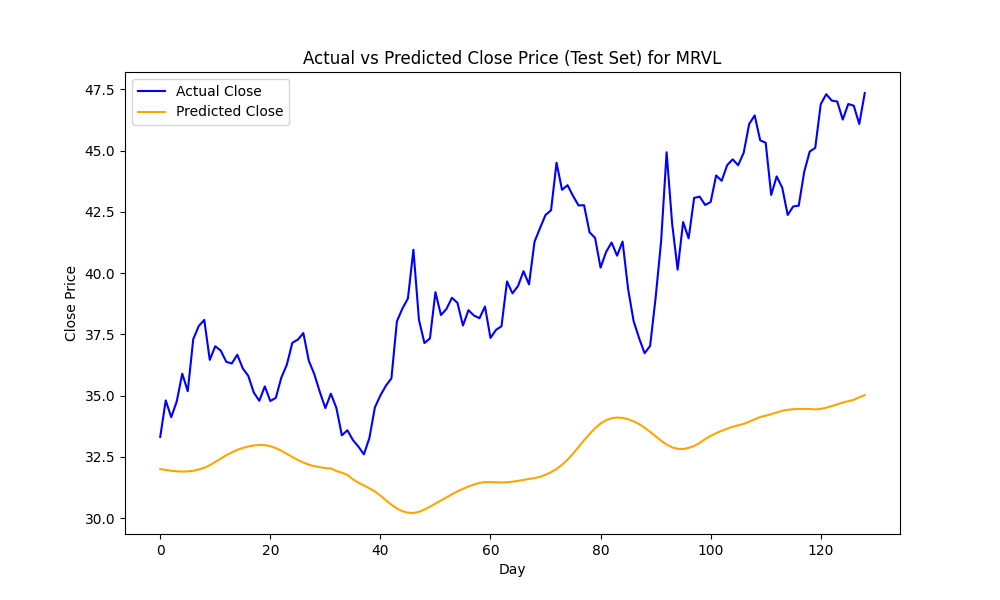 Actual vs Predicted Close Price (Test Set) for MRVL
Actual Close
Predicted Close
47.5
45.0
42.5
40.0
37.5
35.0
32.5
30.0
Close Price
0 20 40 60 80 100 120
Day